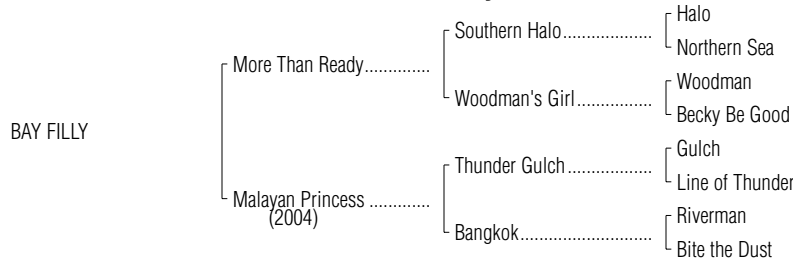 Halo
Southern Halo....................
Northern Sea
More Than Ready..............
Woodman
Woodman's Girl.................
Becky Be Good
BAY FILLY
Gulch
Thunder Gulch...................
Line of Thunder
Malayan Princess .............
(2004)
Riverman
Bangkok..............................
Bite the Dust